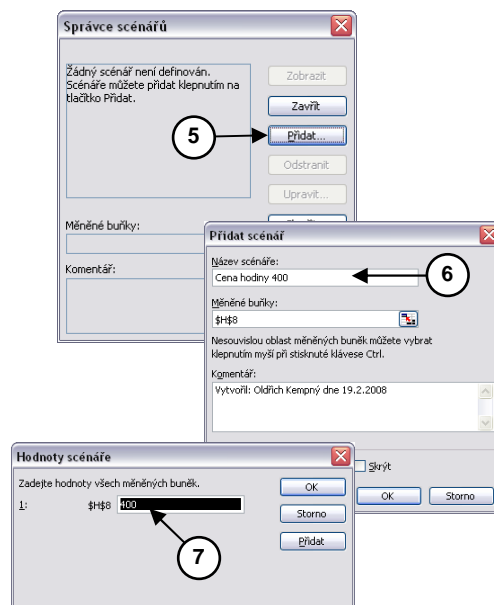 Správce scénářů
Žádný scénář není definován.
Scénáře můžete přidat klepnutím na
tlačítko Přidat.
Zobrazit
Zavřít
5
Přidat...
Odstranit
Upravit...
Měněné buňky:
Komentář:
Přidat scénář
Název scénáře:
Cena hodiny 400
6
Měněné buňky:
$H$8
Nesouvislou oblast měněných buněk můžete vybrat
klepnutím myší při stisknuté klávese Ctrl.
Komentář:
Vytvořil: Oldřich Kempný dne 19.2.2008
Skrýt
OK
Storno
Hodnoty scénáře
Zadejte hodnoty všech měněných buněk.
1:
$H$8
400
OK
Storno
Přidat
7